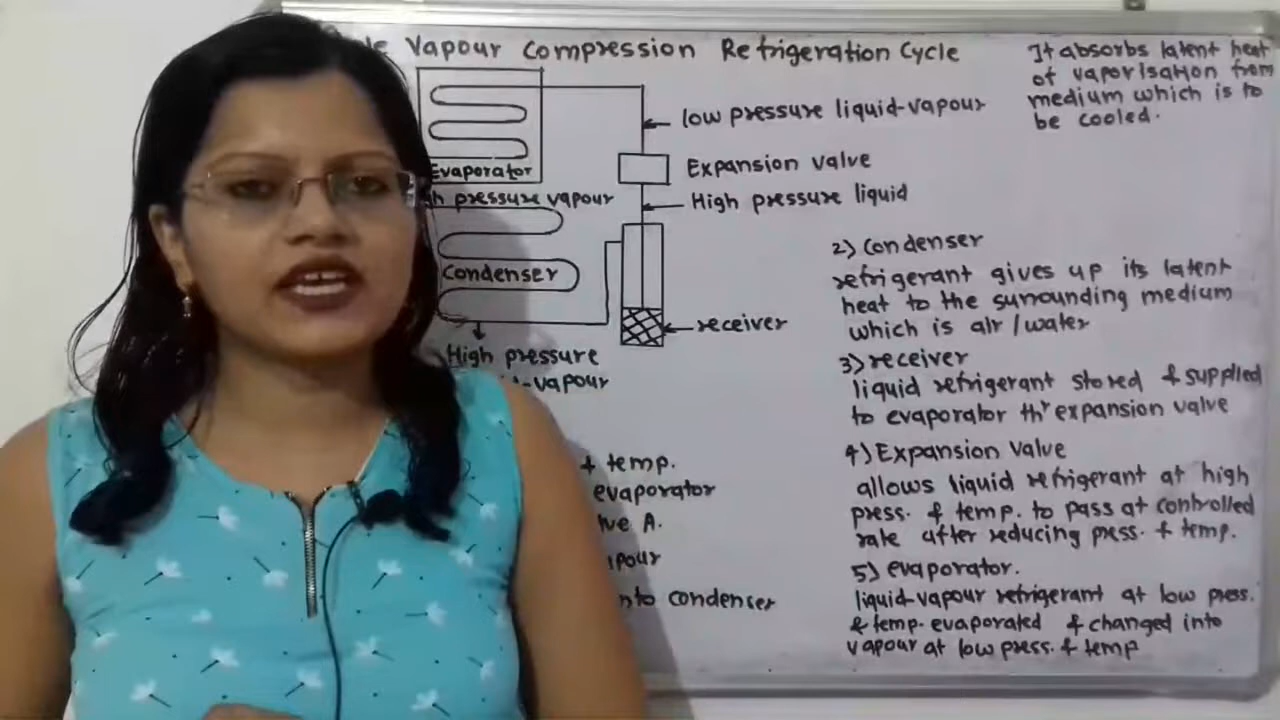 Vapour Compression Refrigeration Cycle
It absorbs latent heat
of vaporisation from
medium which is to
be cooled.
low pressure liquid-vapour
Expansion valve
High pressure liquid
Evaporator
pressure vapour
Condenser
receiver
High pressure
vapour
2) Condenser
refrigerant gives up its latent
heat to the surrounding medium
which is air/water
3) receiver
liquid refrigerant stored & supplied
to evaporator thr expansion valve
4) Expansion valve
allows liquid refrigerant at high
press. & temp. to pass at controlled
rate after reducing press. & temp.
5) evaporator.
liquid-vapour refrigerant at low press.
& temp. evaporated & changed into
vapour at low press. & temp
& temp.
evaporator
A.
into condenser